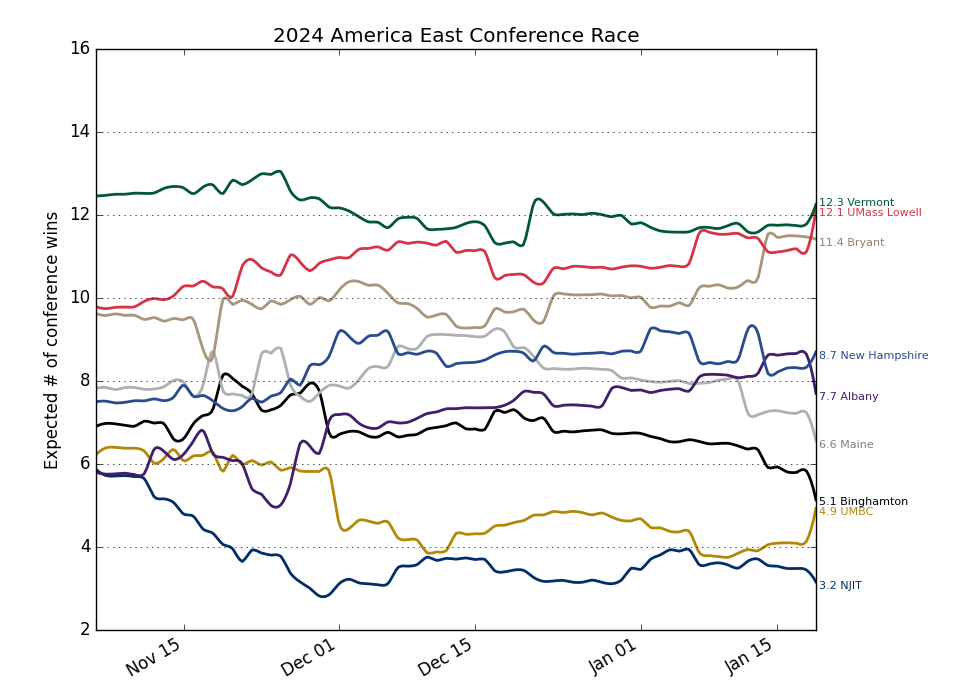 2024 America East Conference Race
Expected # of conference wins
16
14
12
10
8
6
4
2
12.3 Vermont
12.1 UMass Lowell
11.4 Bryant
8.7 New Hampshire
7.7 Albany
6.6 Maine
5.1 Binghamton
4.9 UMBC
3.2 NJIT
Nov 15
Dec 01
Dec 15
Jan 01
Jan 15